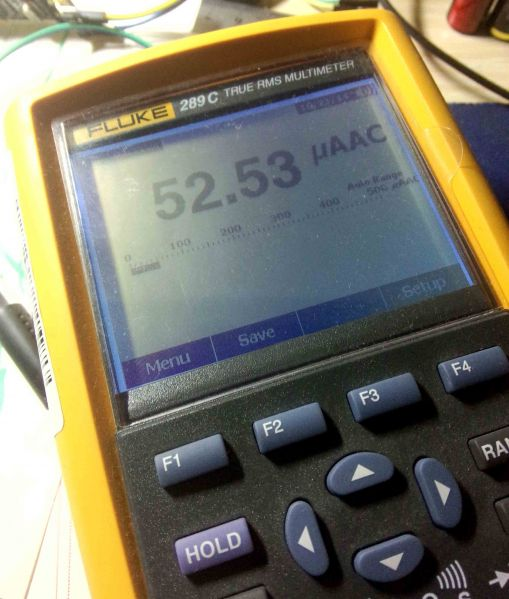 FLUKE 289 C TRUE RMS MULTIMETER
52.53 µAAC
Auto Range
500 µAAC
0 100 200 300 400
Menu Save Setup
F1 F2 F3 F4
HOLD